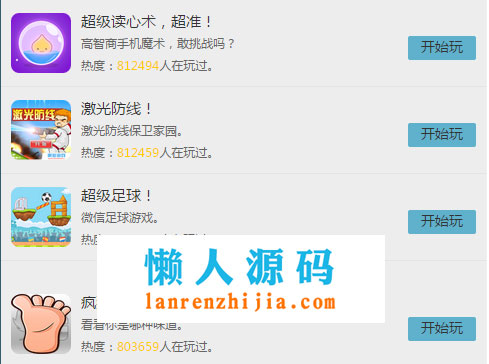 超级读心术，超准！
高智商手机魔术，敢挑战吗？
热度：812494人在玩过。
开始玩
激光防线
激光防线！
激光防线保卫家园。
热度：812459人在玩过。
开始玩
超级足球！
微信足球游戏。
热度
开始玩
懒人源码
lanrenzhijia.com
疯
看看你是哪种味道。
热度：803659人在玩过。
开始玩